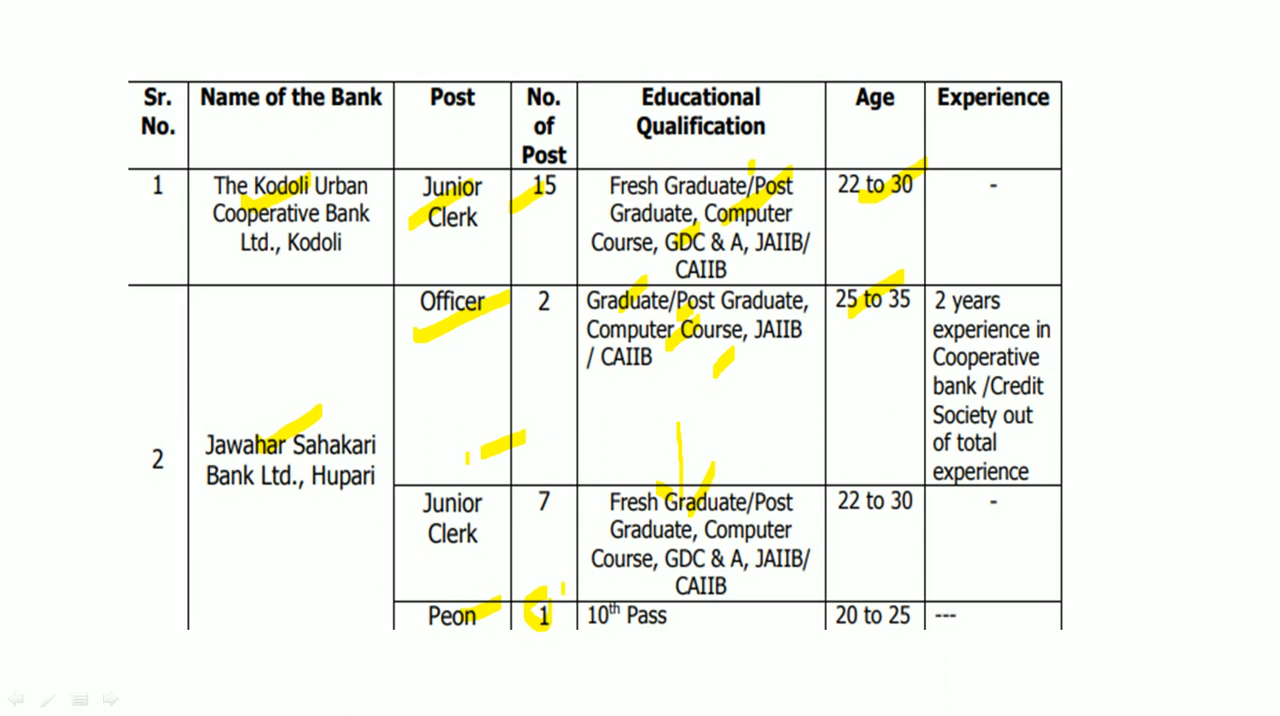 Sr. No.
Name of the Bank
Post
No. of Post
Educational Qualification
Age
Experience
1
The Kodoli Urban
Cooperative Bank
Ltd., Kodoli
Junior
Clerk
15
Fresh Graduate/Post
Graduate, Computer
Course, GDC & A, JAIIB/
CAIIB
22 to 30
-
2
Jawahar Sahakari
Bank Ltd., Hupari
Officer
2
Graduate/Post Graduate,
Computer Course, JAIIB
/ CAIIB
25 to 35
2 years
experience in
Cooperative
bank /Credit
Society out
of total
experience
Junior
Clerk
7
Fresh Graduate/Post
Graduate, Computer
Course, GDC & A, JAIIB/
CAIIB
22 to 30
-
Peon
1
10th Pass
20 to 25
---